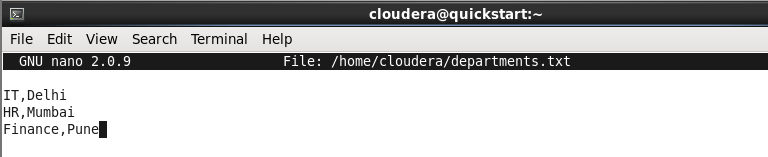 cloudera@quickstart:~
File Edit View Search Terminal Help
GNU nano 2.0.9 File: /home/cloudera/departments.txt
IT,Delhi
HR,Mumbai
Finance,Pune